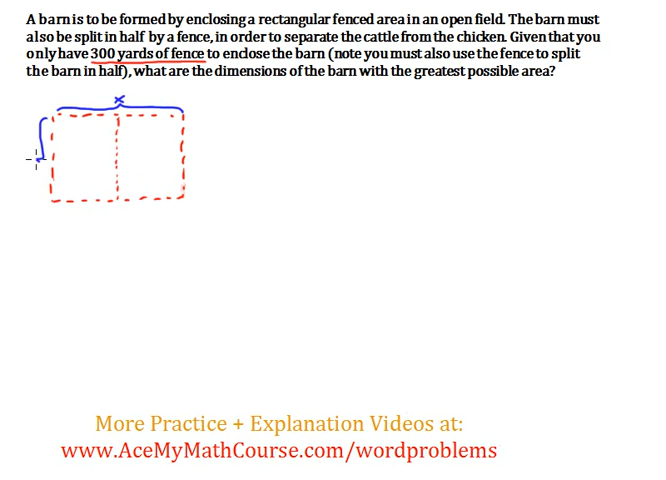 A barn is to be formed by enclosing a rectangular fenced area in an open field. The barn must
also be split in half by a fence, in order to separate the cattle from the chicken. Given that you
only have 300 yards of fence to enclose the barn (note you must also use the fence to split
the barn in half), what are the dimensions of the barn with the greatest possible area?
x
More Practice + Explanation Videos at:
www.AceMyMathCourse.com/wordproblems